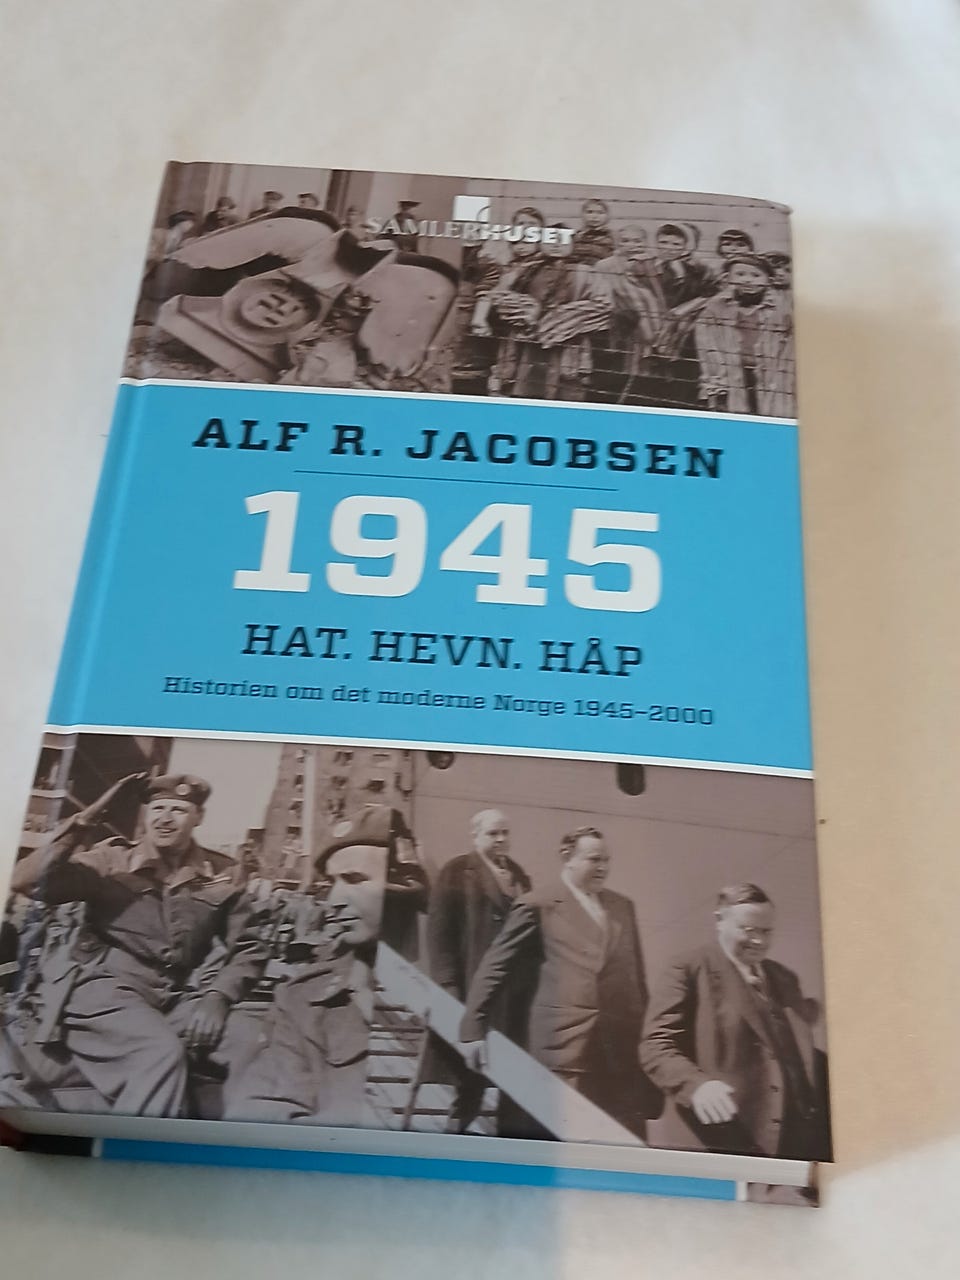 SAMLERHUSET
ALF R. JACOBSEN
1945
HAT. HEVN. HÅP
Historien om det moderne Norge 1945–2000